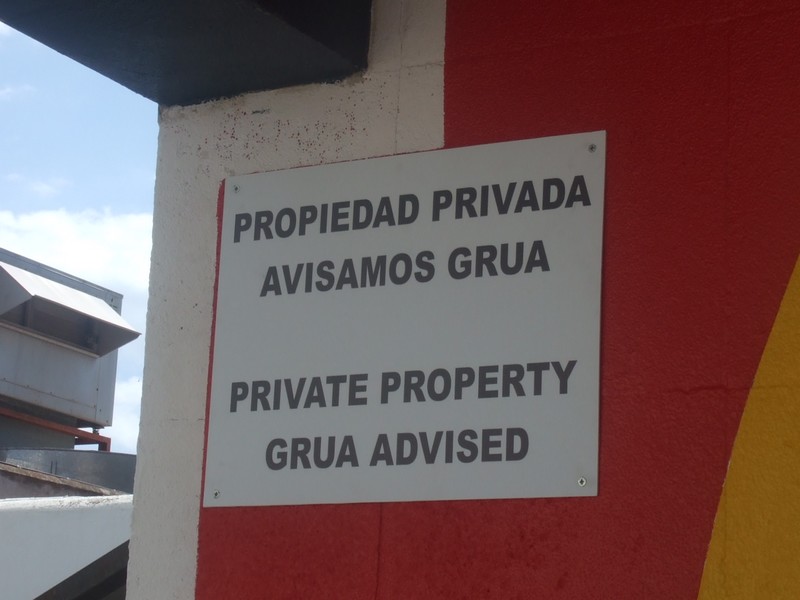 PROPIEDAD PRIVADA
AVISAMOS GRUA
PRIVATE PROPERTY
GRUA ADVISED